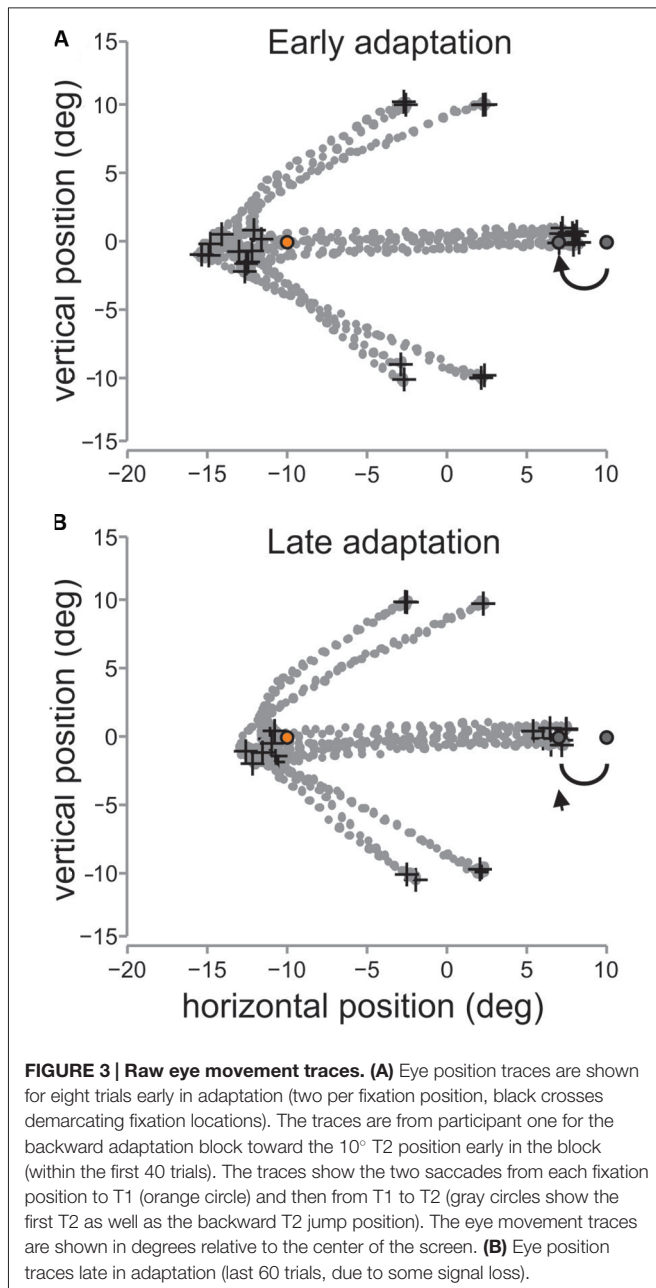 A
Early adaptation
15
10
5
0
−5
−10
−15
vertical position (deg)
−20 −15 −10 −5 0 5 10
B
Late adaptation
15
10
5
0
−5
−10
−15
vertical position (deg)
−20 −15 −10 −5 0 5 10
horizontal position (deg)
FIGURE 3 | Raw eye movement traces. (A) Eye position traces are shown
for eight trials early in adaptation (two per fixation position, black crosses
demarcating fixation locations). The traces are from participant one for the
backward adaptation block toward the 10° T2 position early in the block
(within the first 40 trials). The traces show the two saccades from each fixation
position to T1 (orange circle) and then from T1 to T2 (gray circles show the
first T2 as well as the backward T2 jump position). The eye movement traces
are shown in degrees relative to the center of the screen. (B) Eye position
traces late in adaptation (last 60 trials, due to some signal loss).